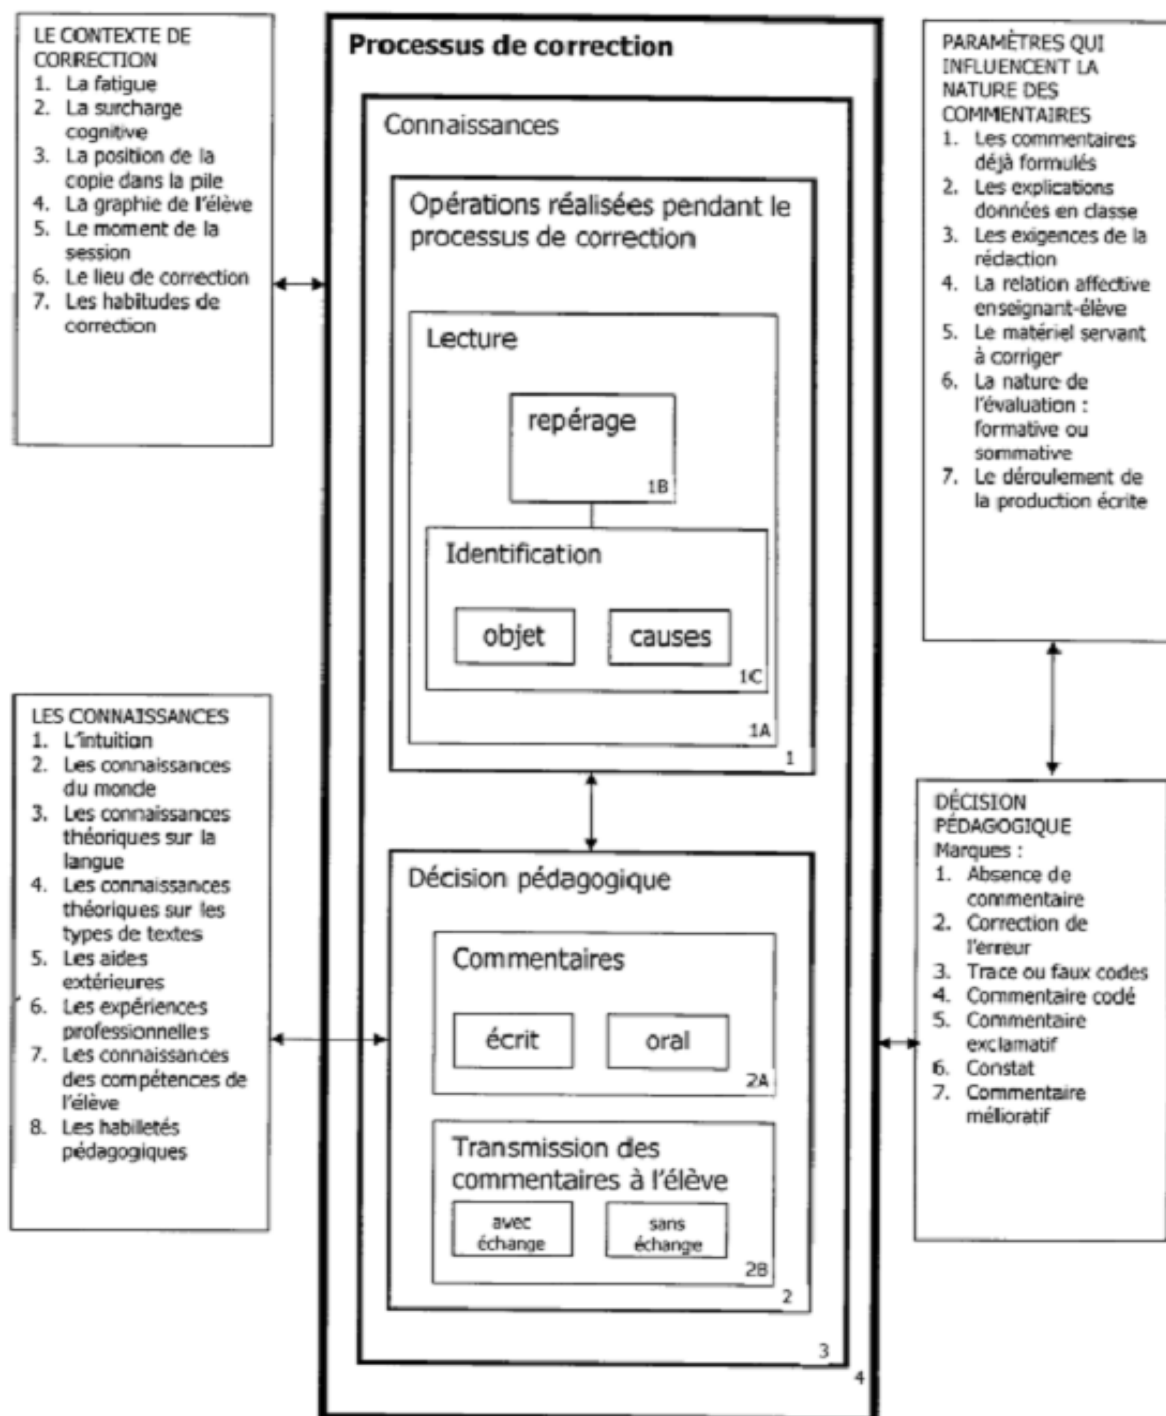 LE CONTEXTE DE
CORRECTION
1. La fatigue
2. La surcharge
cognitive
3. La position de la
copie dans la pile
4. La graphie de l'élève
5. Le moment de la
session
6. Le lieu de correction
7. Les habitudes de
correction
LES CONNAISSANCES
1. L'intuition
2. Les connaissances
du monde
3. Les connaissances
théoriques sur la
langue
4. Les connaissances
théoriques sur les
types de textes
5. Les aides
extérieures
6. Les expériences
professionnelles
7. Les connaissances
des compétences de
l'élève
8. Les habiletés
pédagogiques
Processus de correction
Connaissances
Opérations réalisées pendant le
processus de correction
Lecture
repérage
1B
Identification
objet
causes
1C
1A
1
Décision pédagogique
Commentaires
écrit
oral
2A
Transmission des
commentaires à l'élève
avec
échange
sans
échange
2B
2
3
4
PARAMÈTRES QUI
INFLUENCENT LA
NATURE DES
COMMENTAIRES
1. Les commentaires
déjà formulés
2. Les explications
données en classe
3. Les exigences de la
rédaction
4. La relation affective
enseignant-élève
5. Le matériel servant
à corriger
6. La nature de
l'évaluation :
formative ou
sommative
7. Le déroulement de
la production écrite
DÉCISION
PÉDAGOGIQUE
Marques :
1. Absence de
commentaire
2. Correction de
l'erreur
3. Trace ou faux codes
4. Commentaire codé
5. Commentaire
exclamatif
6. Constat
7. Commentaire
mélioratif